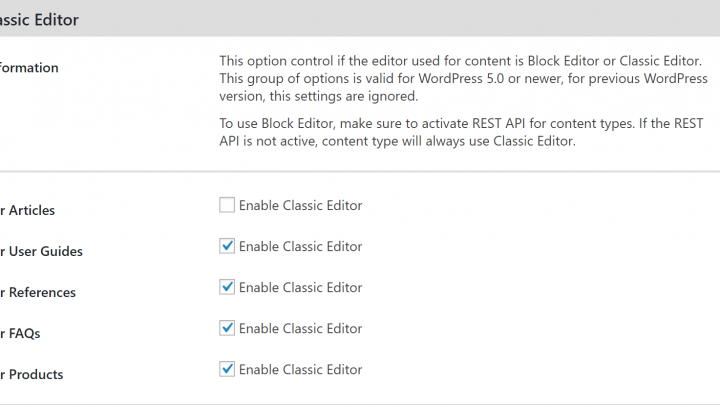 assic Editor
formation
This option control if the editor used for content is Block Editor or Classic Editor.
This group of options is valid for WordPress 5.0 or newer, for previous WordPress
version, this settings are ignored.
To use Block Editor, make sure to activate REST API for content types. If the REST
API is not active, content type will always use Classic Editor.
r Articles
Enable Classic Editor
r User Guides
Enable Classic Editor
r References
Enable Classic Editor
r FAQs
Enable Classic Editor
r Products
Enable Classic Editor